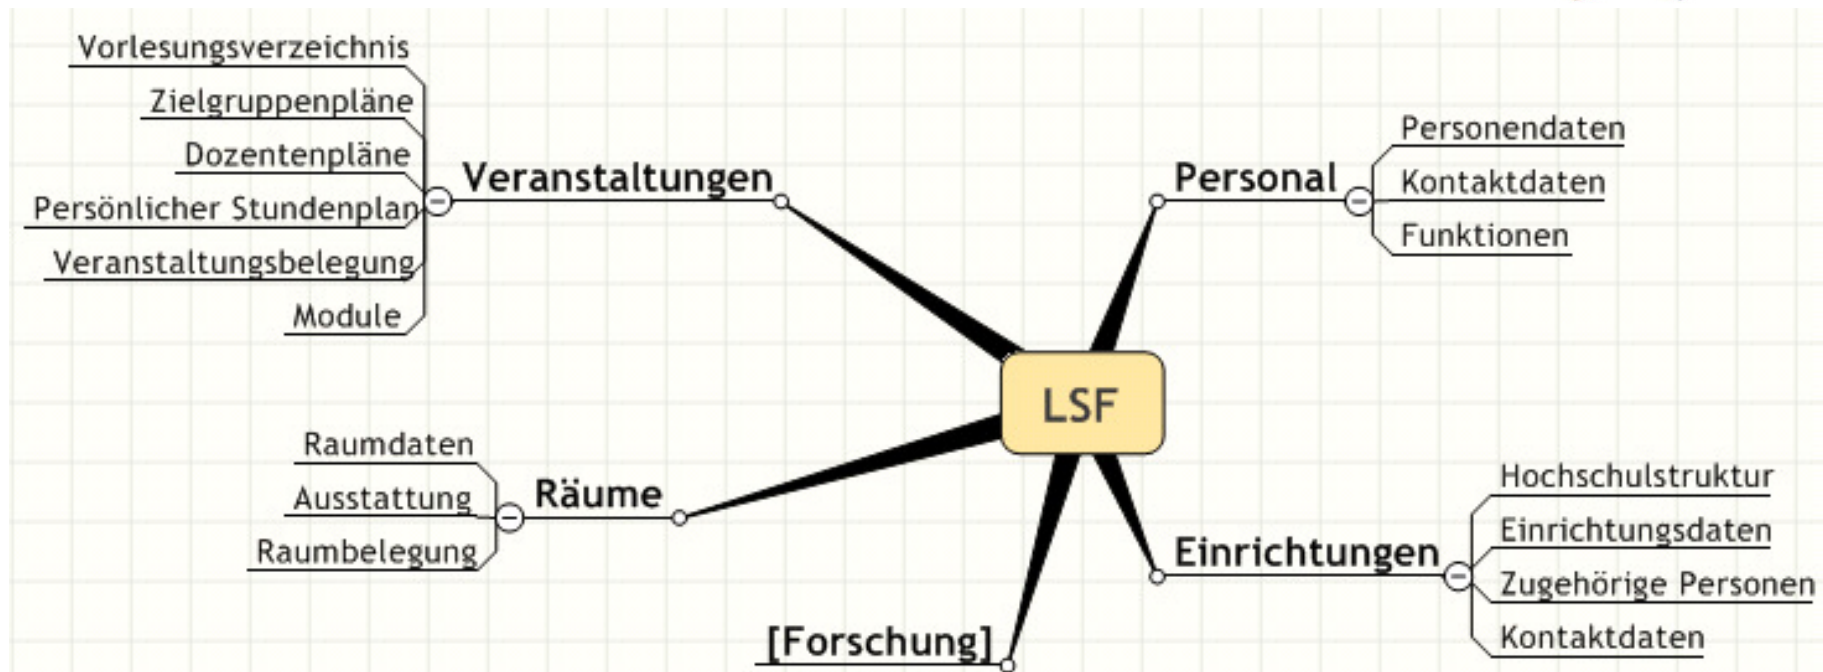 Vorlesungsverzeichnis
Zielgruppenpläne
Dozentenpläne
Persönlicher Stundenplan
Veranstaltungsbelegung
Module
Veranstaltungen
Personal
Personendaten
Kontaktdaten
Funktionen
LSF
Raumdaten
Ausstattung
Raumbelegung
Räume
Einrichtungen
Hochschulstruktur
Einrichtungsdaten
Zugehörige Personen
Kontaktdaten
[Forschung]